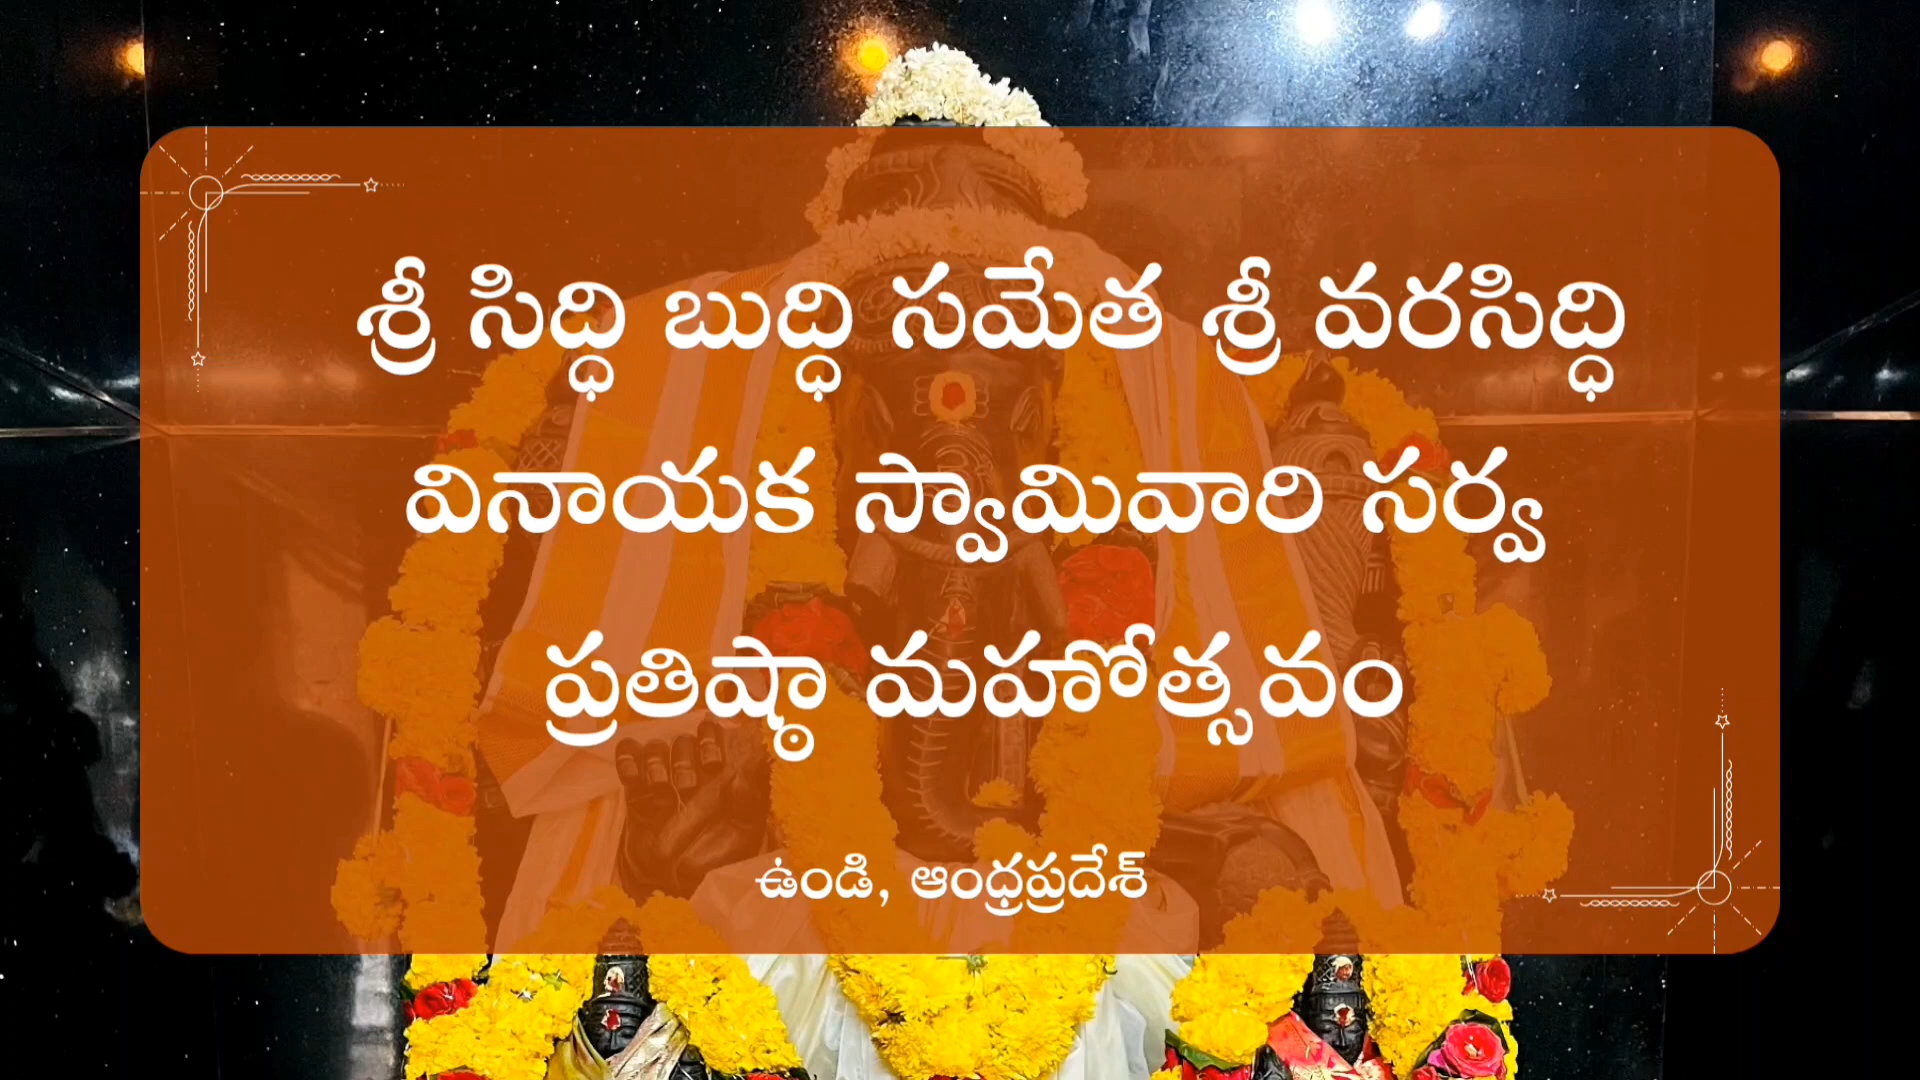 శ్రీ సిద్ధి బుద్ధి సమేత శ్రీ వరసిద్ధి
వినాయక స్వామివారి సర్వ
ప్రతిష్ఠా మహోత్సవం
ఉండి, ఆంధ్రప్రదేశ్